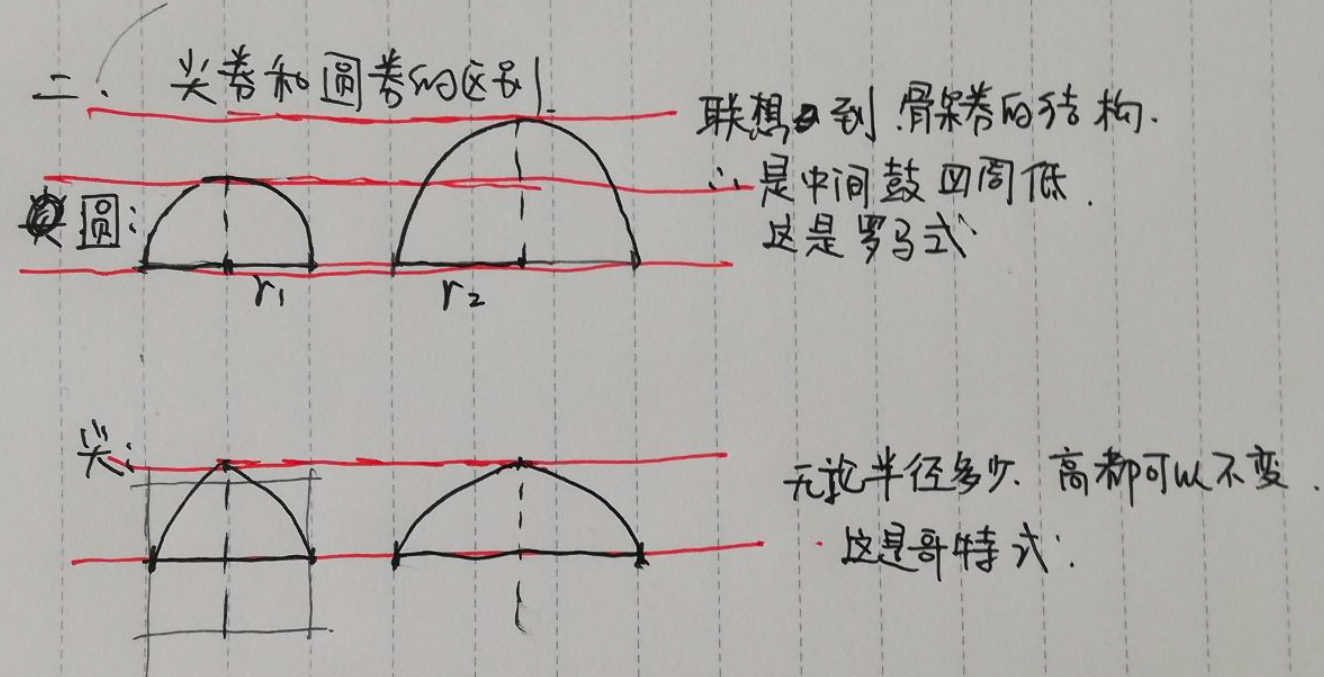 二. 尖券和圆券的区别
联想到骨架券的结构.
∴是中间鼓四周低.
这是罗马式
圆:
r₁
r₂
尖:
无论半径多少. 高都可以不变.
这是哥特式.